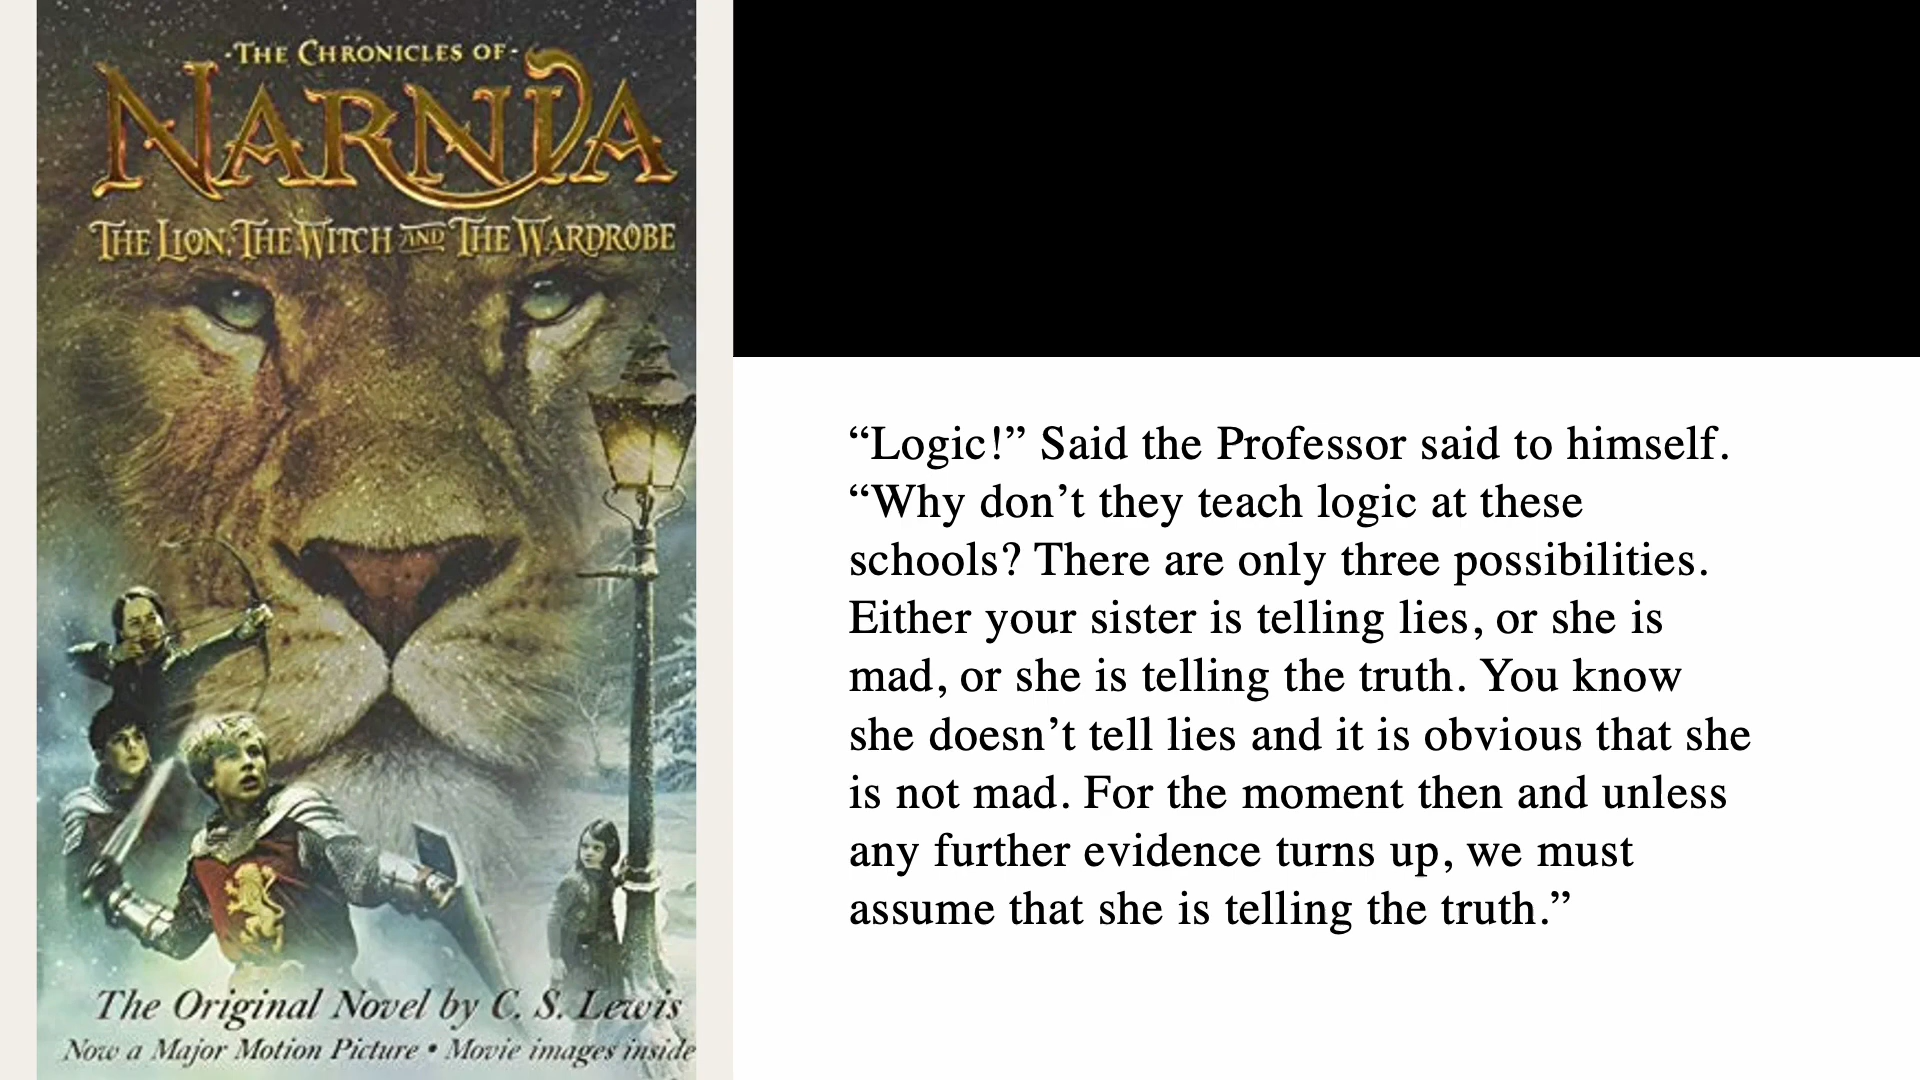 -THE CHRONICLES OF-
NARNIA
THE LION, THE WITCH AND THE WARDROBE
The Original Novel by C. S. Lewis
Now a Major Motion Picture • Movie images inside
“Logic!” Said the Professor said to himself.
“Why don’t they teach logic at these
schools? There are only three possibilities.
Either your sister is telling lies, or she is
mad, or she is telling the truth. You know
she doesn’t tell lies and it is obvious that she
is not mad. For the moment then and unless
any further evidence turns up, we must
assume that she is telling the truth.”